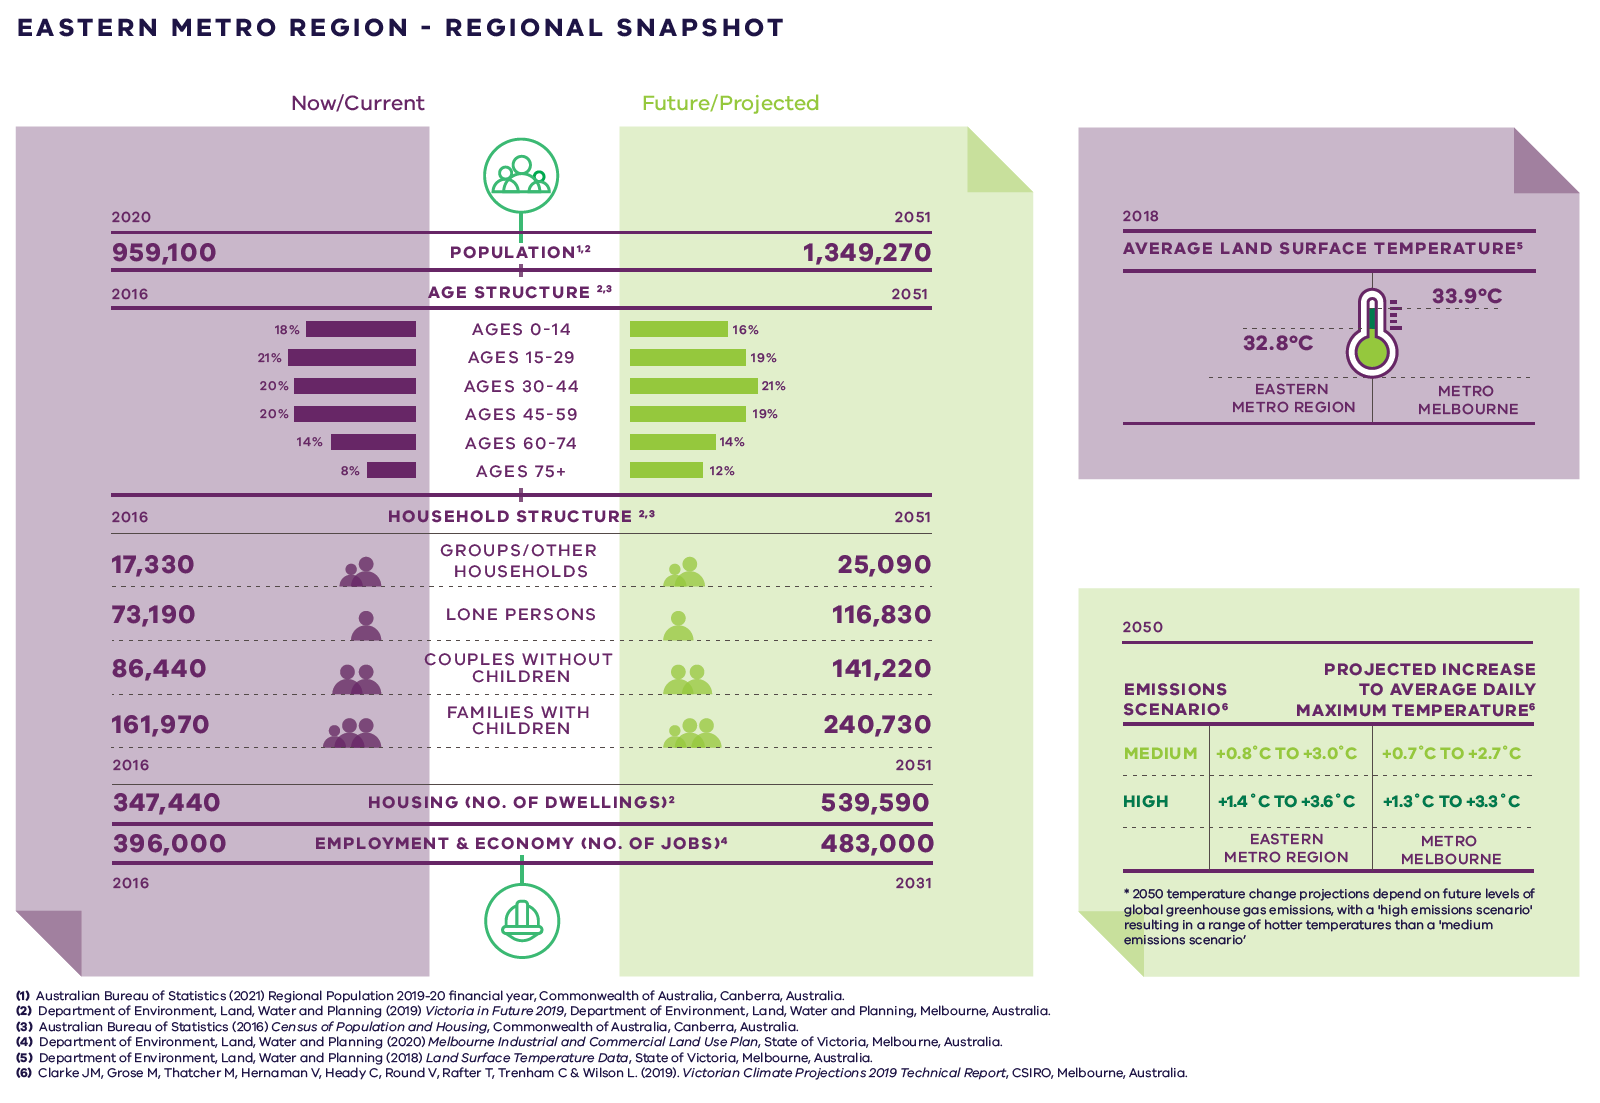 EASTERN METRO REGION - REGIONAL SNAPSHOT
Now/Current
Future/Projected
2020
2051
959,100
POPULATION¹,²
1,349,270
2016
AGE STRUCTURE ²,³
2051
18%
AGES 0-14
16%
21%
AGES 15-29
19%
20%
AGES 30-44
21%
20%
AGES 45-59
19%
14%
AGES 60-74
14%
8%
AGES 75+
12%
2016
HOUSEHOLD STRUCTURE ²,³
2051
17,330
GROUPS/OTHER
HOUSEHOLDS
25,090
73,190
LONE PERSONS
116,830
86,440
COUPLES WITHOUT
CHILDREN
141,220
161,970
FAMILIES WITH
CHILDREN
240,730
2016
2051
347,440
HOUSING (NO. OF DWELLINGS)²
539,590
396,000
EMPLOYMENT & ECONOMY (NO. OF JOBS)⁴
483,000
2016
2031
2018
AVERAGE LAND SURFACE TEMPERATURE⁵
33.9°C
32.8°C
EASTERN
METRO REGION
METRO
MELBOURNE
2050
EMISSIONS
SCENARIO⁶
PROJECTED INCREASE
TO AVERAGE DAILY
MAXIMUM TEMPERATURE⁶
MEDIUM
+0.8°C TO +3.0°C
+0.7°C TO +2.7°C
HIGH
+1.4°C TO +3.6°C
+1.3°C TO +3.3°C
EASTERN
METRO REGION
METRO
MELBOURNE
* 2050 temperature change projections depend on future levels of
global greenhouse gas emissions, with a 'high emissions scenario'
resulting in a range of hotter temperatures than a 'medium
emissions scenario'
(1) Australian Bureau of Statistics (2021) Regional Population 2019-20 financial year, Commonwealth of Australia, Canberra, Australia.
(2) Department of Environment, Land, Water and Planning (2019) Victoria in Future 2019, Department of Environment, Land, Water and Planning, Melbourne, Australia.
(3) Australian Bureau of Statistics (2016) Census of Population and Housing, Commonwealth of Australia, Canberra, Australia.
(4) Department of Environment, Land, Water and Planning (2020) Melbourne Industrial and Commercial Land Use Plan, State of Victoria, Melbourne, Australia.
(5) Department of Environment, Land, Water and Planning (2018) Land Surface Temperature Data, State of Victoria, Melbourne, Australia.
(6) Clarke JM, Grose M, Thatcher M, Hernaman V, Heady C, Round V, Rafter T, Trenham C & Wilson L. (2019). Victorian Climate Projections 2019 Technical Report, CSIRO, Melbourne, Australia.